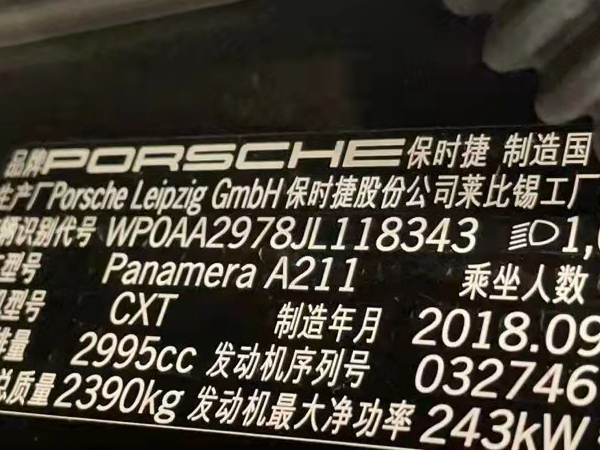 品牌PORSCHE保时捷 制造国
生产厂Porsche Leipzig GmbH 保时捷股份公司莱比锡工厂
车辆识别代号 WP0AA2978JL118343 1,
型号 Panamera A211 乘坐人数
机型号 CXT 制造年月 2018.09
排量 2995cc 发动机序列号 032746
总质量 2390kg 发动机最大净功率 243kW